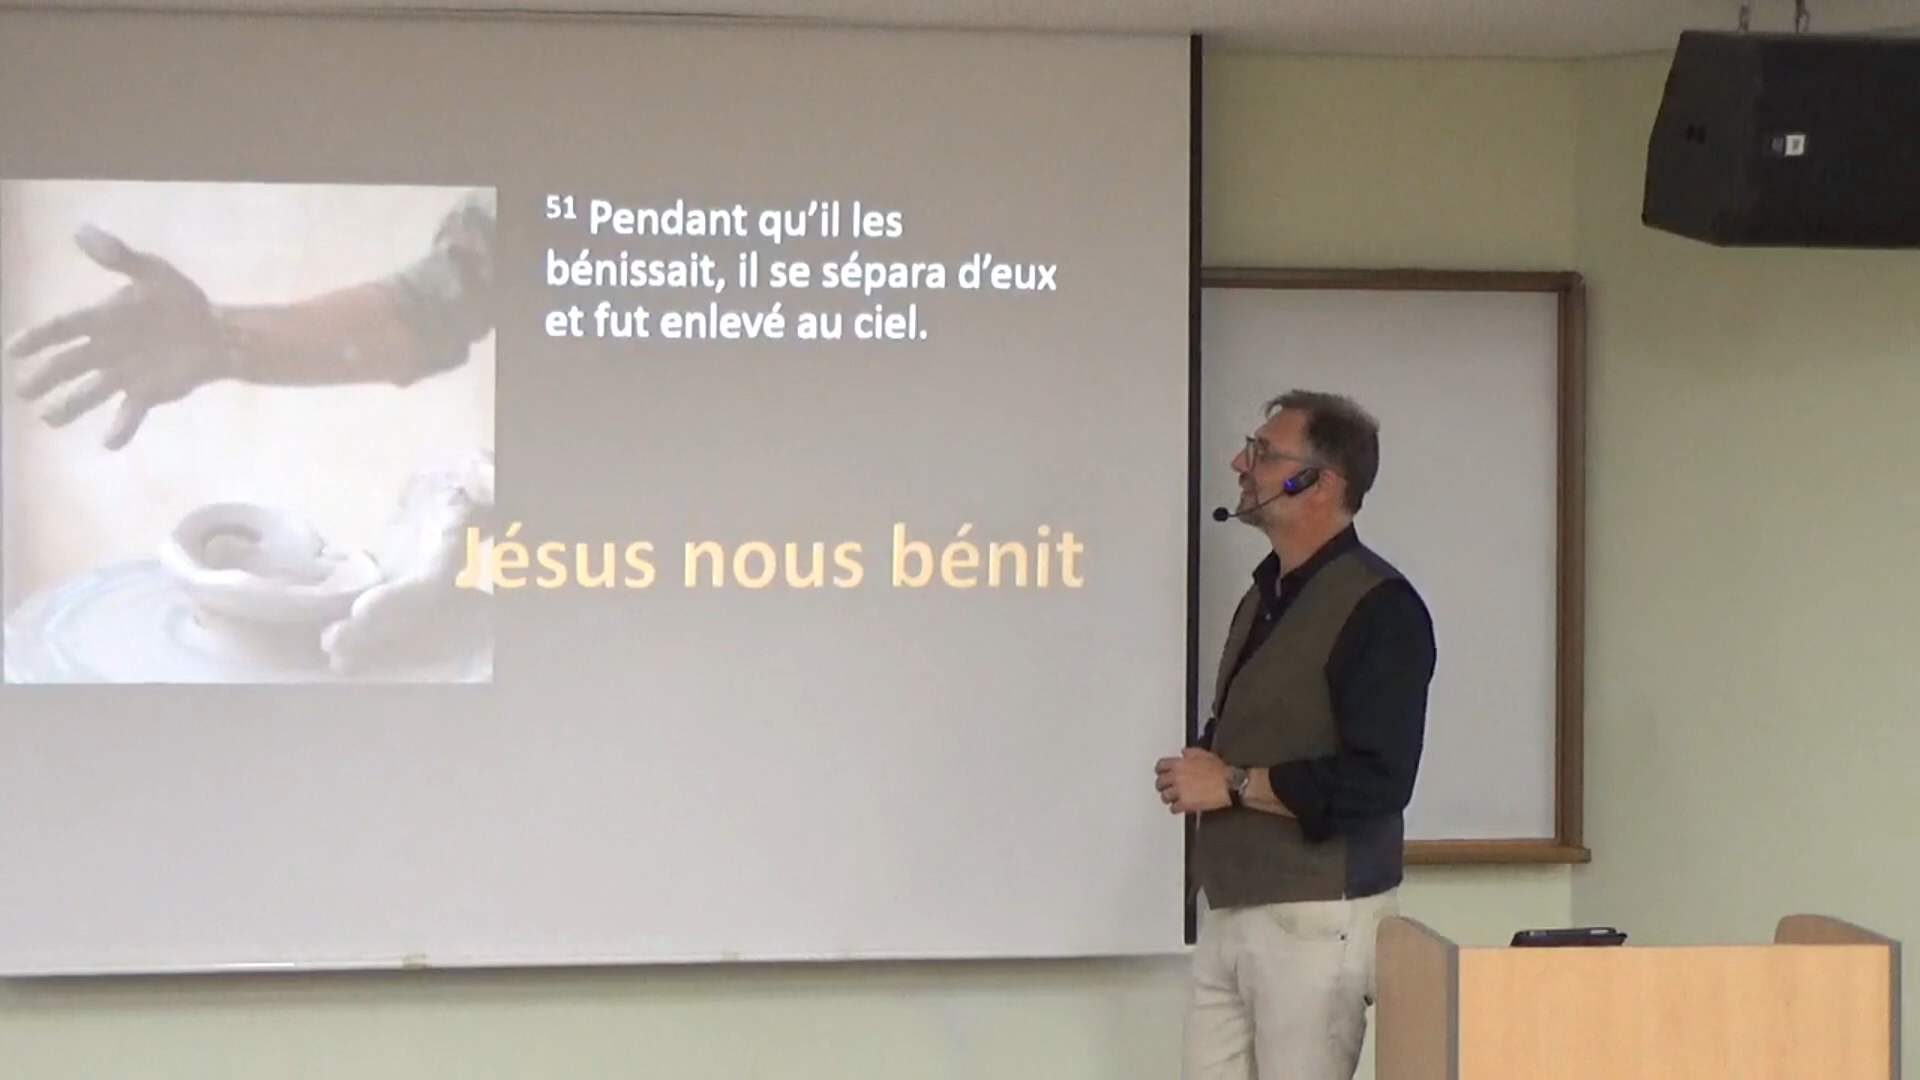 51 Pendant qu’il les
bénissait, il se sépara d’eux
et fut enlevé au ciel.
Jésus nous bénit